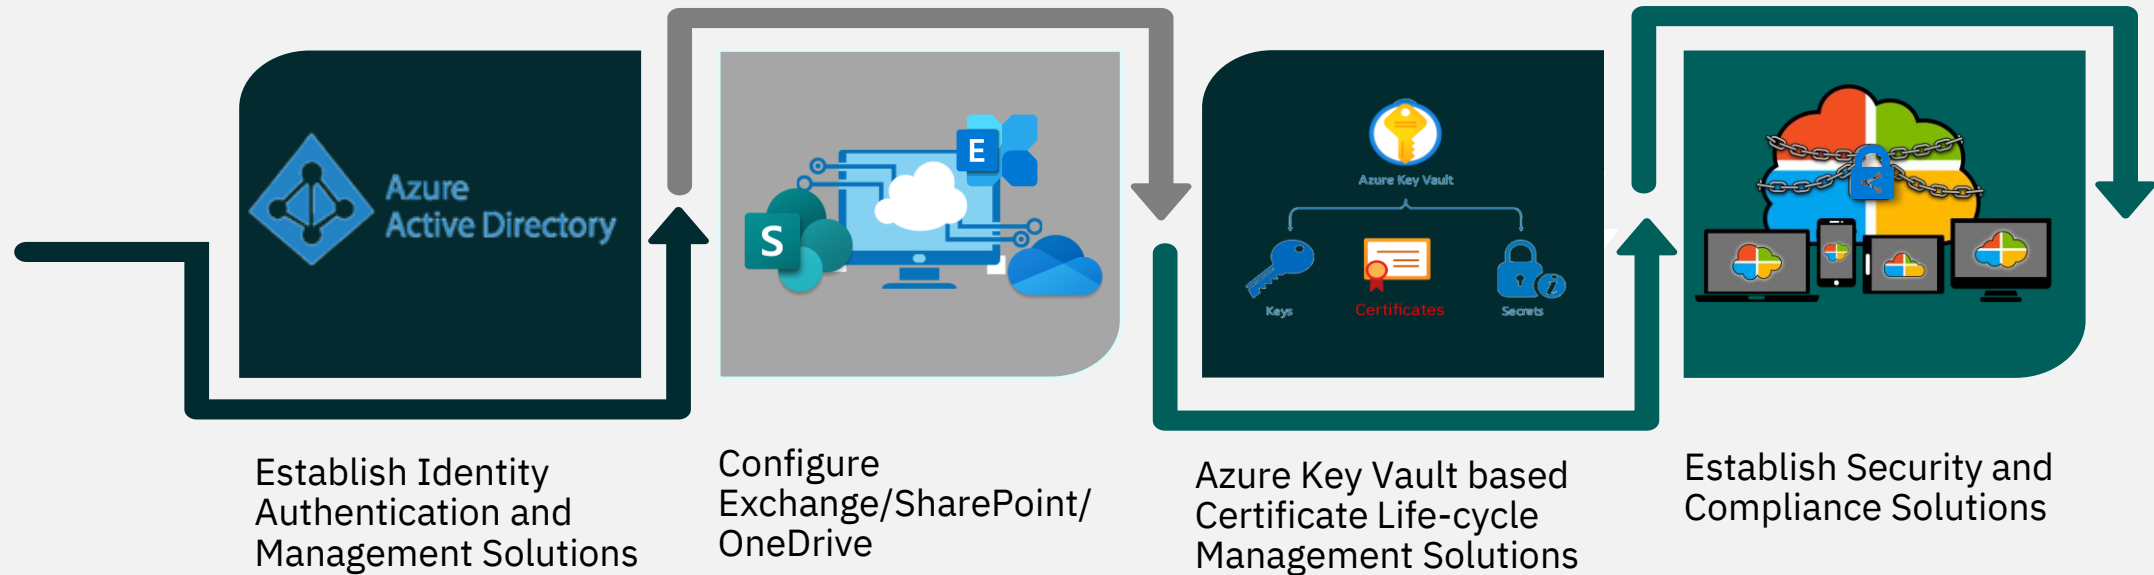 Azure
Active Directory
Establish Identity
Authentication and
Management Solutions
E
S
Configure
Exchange/SharePoint/
OneDrive
Azure Key Vault
Keys
Certificates
Secrets
i
Azure Key Vault based
Certificate Life-cycle
Management Solutions
Establish Security and
Compliance Solutions